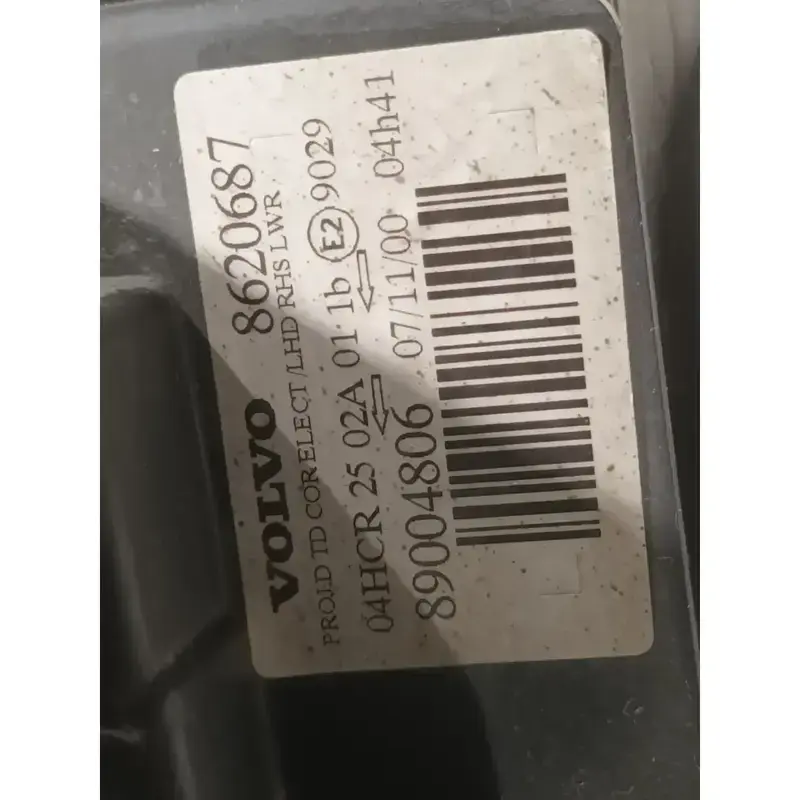 VOLVO 8620687
PROJ.D TD COR ELECT /LHD RHS LWR
04HCR 25 02A 01 1b E2 9029
89004806 07/11/00 04h41